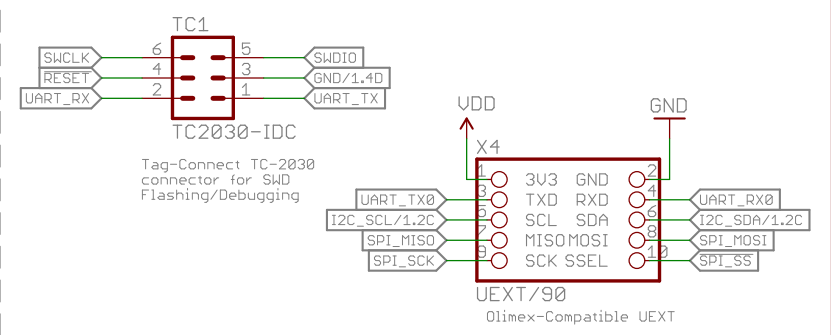 TC1
SWCLK 6 5 SWDIO
RESET 4 3 GND/1.4D
UART_RX 2 1 UART_TX
TC2030-IDC
Tag-Connect TC-2030
connector for SWD
Flashing/Debugging
VDD GND
X4
1 3V3 GND 2
UART_TX0 3 TXD RXD 4 UART_RX0
I2C_SCL/1.2C 5 SCL SDA 6 I2C_SDA/1.2C
SPI_MISO 7 MISO MOSI 8 SPI_MOSI
SPI_SCK 9 SCK SSEL 10 SPI_SS
UEXT/90
Olimex-Compatible UEXT